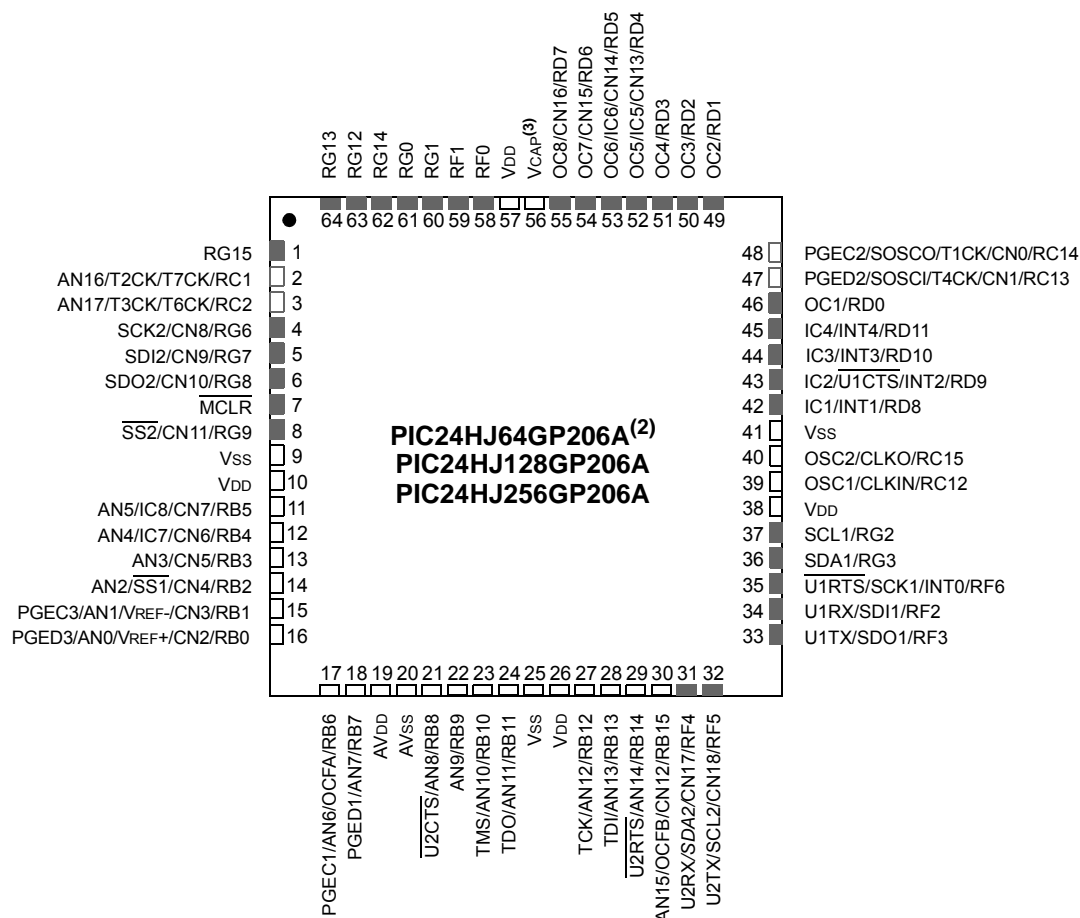 RG13
RG12
RG14
RG0
RG1
RF1
RF0
VDD
VCAP(3)
OC8/CN16/RD7
OC7/CN15/RD6
OC6/IC6/CN14/RD5
OC5/IC5/CN13/RD4
OC4/RD3
OC3/RD2
OC2/RD1
64 63 62 61 60 59 58 57 56 55 54 53 52 51 50 49
RG15 1
AN16/T2CK/T7CK/RC1 2
AN17/T3CK/T6CK/RC2 3
SCK2/CN8/RG6 4
SDI2/CN9/RG7 5
SDO2/CN10/RG8 6
MCLR 7
SS2/CN11/RG9 8
VSS 9
VDD 10
AN5/IC8/CN7/RB5 11
AN4/IC7/CN6/RB4 12
AN3/CN5/RB3 13
AN2/SS1/CN4/RB2 14
PGEC3/AN1/VREF-/CN3/RB1 15
PGED3/AN0/VREF+/CN2/RB0 16
PIC24HJ64GP206A(2)
PIC24HJ128GP206A
PIC24HJ256GP206A
48 PGEC2/SOSCO/T1CK/CN0/RC14
47 PGED2/SOSCI/T4CK/CN1/RC13
46 OC1/RD0
45 IC4/INT4/RD11
44 IC3/INT3/RD10
43 IC2/U1CTS/INT2/RD9
42 IC1/INT1/RD8
41 VSS
40 OSC2/CLKO/RC15
39 OSC1/CLKIN/RC12
38 VDD
37 SCL1/RG2
36 SDA1/RG3
35 U1RTS/SCK1/INT0/RF6
34 U1RX/SDI1/RF2
33 U1TX/SDO1/RF3
17 18 19 20 21 22 23 24 25 26 27 28 29 30 31 32
PGEC1/AN6/OCFA/RB6
PGED1/AN7/RB7
AVDD
AVSS
U2CTS/AN8/RB8
AN9/RB9
TMS/AN10/RB10
TDO/AN11/RB11
VSS
VDD
TCK/AN12/RB12
TDI/AN13/RB13
U2RTS/AN14/RB14
AN15/OCFB/CN12/RB15
U2RX/SDA2/CN17/RF4
U2TX/SCL2/CN18/RF5